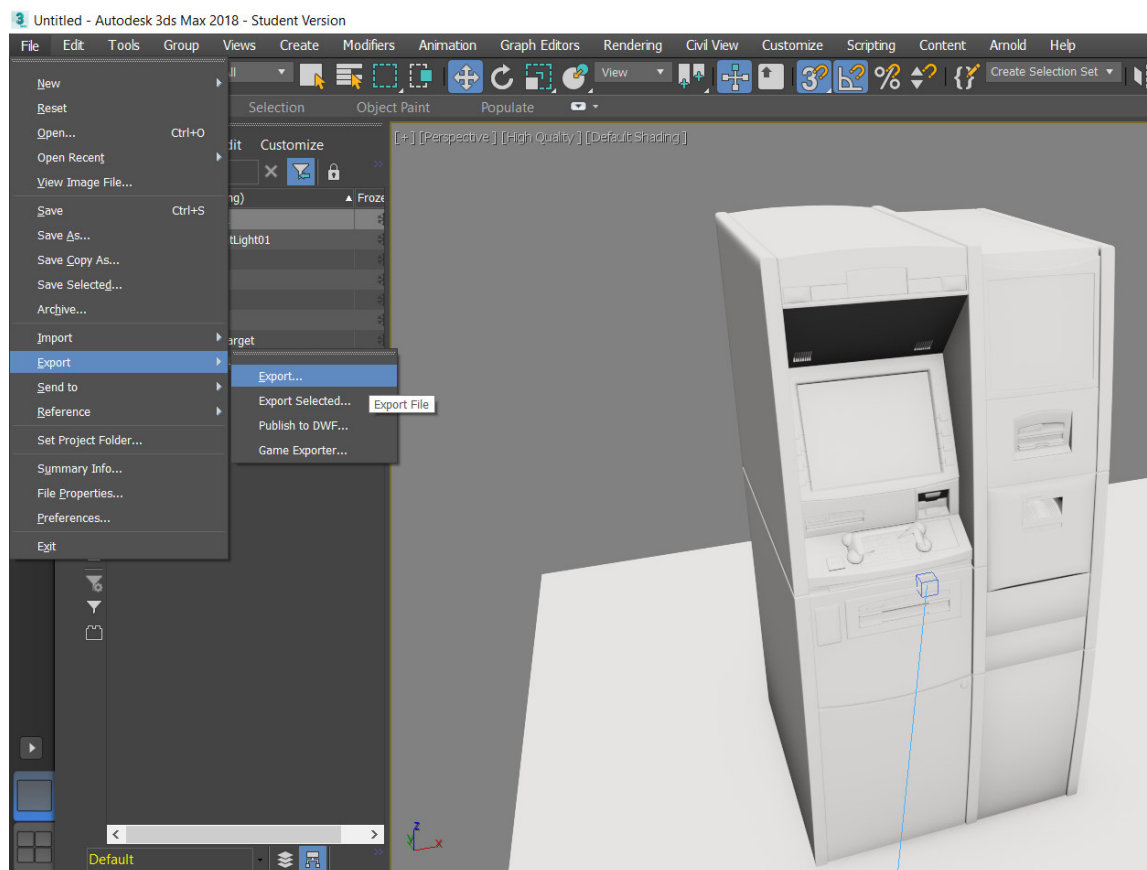 3 Untitled - Autodesk 3ds Max 2018 - Student Version
File Edit Tools Group Views Create Modifiers Animation Graph Editors Rendering Civil View Customize Scripting Content Arnold Help
View
Create Selection Set
Selection Object Paint Populate
New
Reset
Open... Ctrl+O
Open Recent
View Image File...
Save Ctrl+S
Save As...
Save Copy As...
Save Selected...
Archive...
Import
Export
Send to
Reference
Set Project Folder...
Summary Info...
File Properties...
Preferences...
Exit
dit Customize
ng) Froze
tLight01
arget
Export...
Export Selected...
Publish to DWF...
Game Exporter...
Export File
[+] [Perspective ] [High Quality ] [Default Shading ]
z
y x
Default